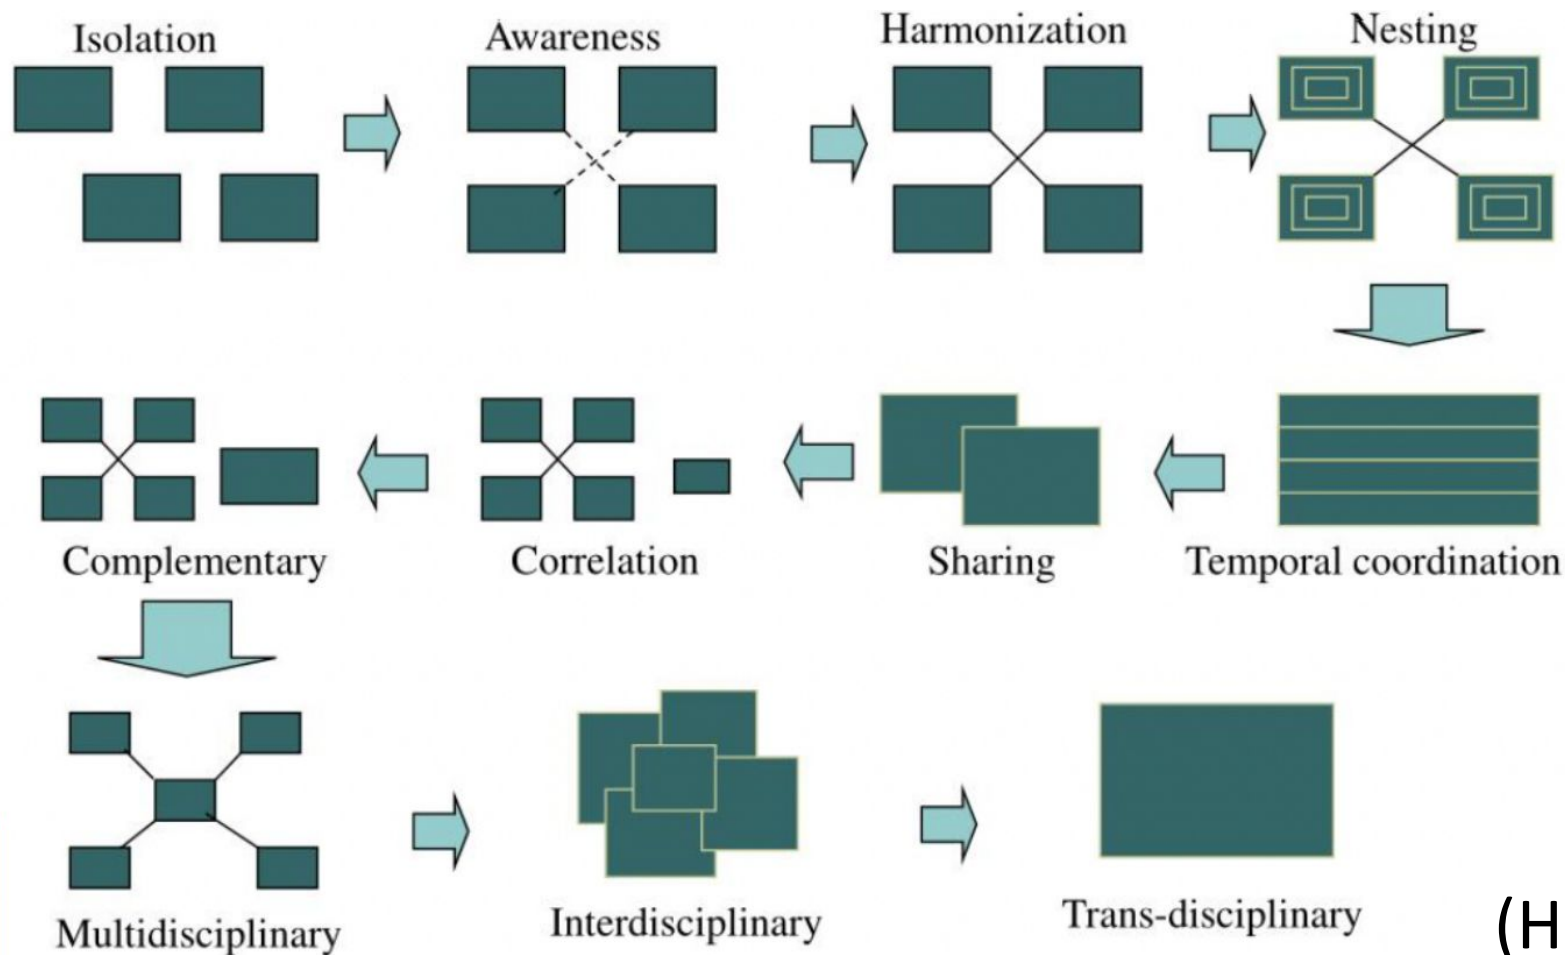 Isolation
Awareness
Harmonization
Nesting
Complementary
Correlation
Sharing
Temporal coordination
Multidisciplinary
Interdisciplinary
Trans-disciplinary
(H